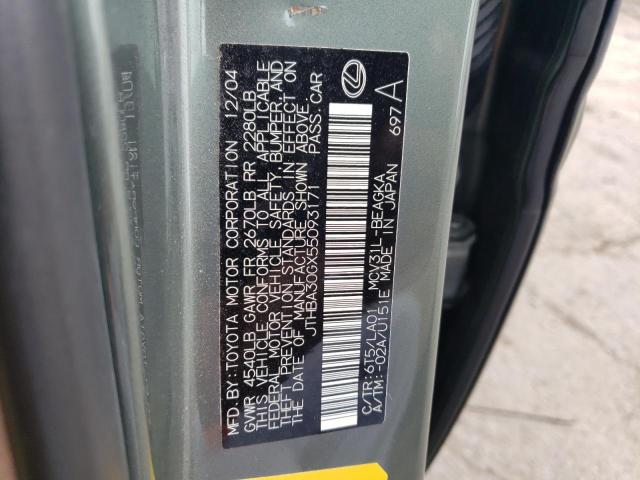 MFD. BY: TOYOTA MOTOR CORPORATION 12/04
GVWR 4540LB GAWR FR 2670LB RR 2280LB
THIS VEHICLE CONFORMS TO ALL APPLICABLE
FEDERAL MOTOR VEHICLE SAFETY, BUMPER, AND
THEFT PREVENTION STANDARDS IN EFFECT ON
THE DATE OF MANUFACTURE SHOWN ABOVE.
JTHBA30GX55093171 PASS. CAR
C/TR: 6T5/LA01 MCV31L-BEAGKA
A/TM: -02A/U151E MADE IN JAPAN
697A